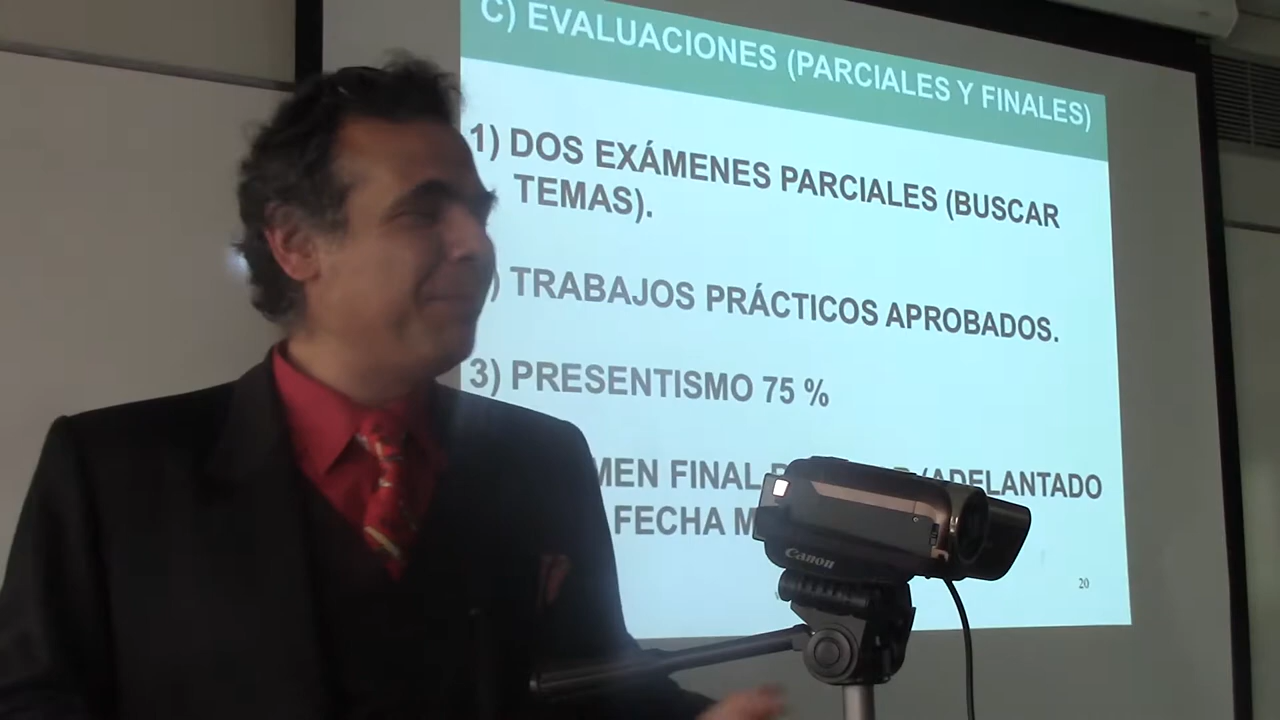 C) EVALUACIONES (PARCIALES Y FINALES)
1) DOS EXÁMENES PARCIALES (BUSCAR
TEMAS).
) TRABAJOS PRÁCTICOS APROBADOS.
3) PRESENTISMO 75 %
FINAL (ADELANTADO
FECHA
Canon
20